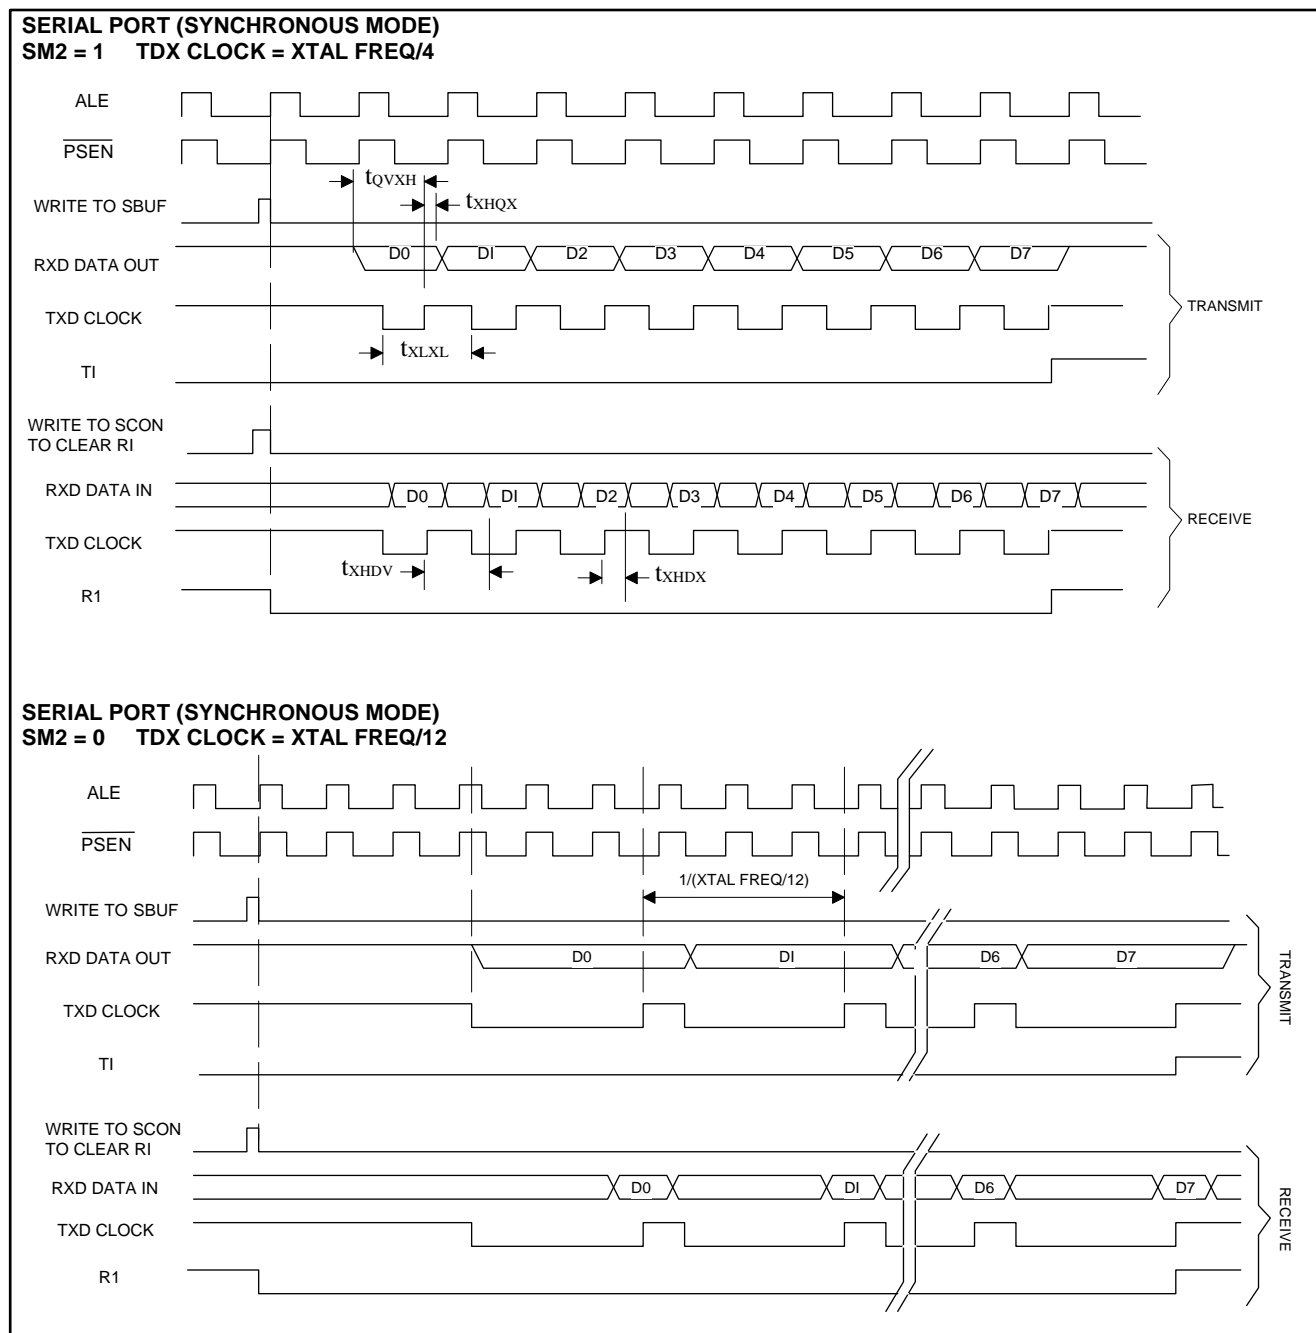 SERIAL PORT (SYNCHRONOUS MODE)
SM2 = 1 TDX CLOCK = XTAL FREQ/4
ALE
PSEN
tQVXH
tXHQX
WRITE TO SBUF
RXD DATA OUT
D0 DI D2 D3 D4 D5 D6 D7
TXD CLOCK
TRANSMIT
tXLXL
TI
WRITE TO SCON
TO CLEAR RI
RXD DATA IN
D0 DI D2 D3 D4 D5 D6 D7
TXD CLOCK
RECEIVE
tXHDV
tXHDX
R1
SERIAL PORT (SYNCHRONOUS MODE)
SM2 = 0 TDX CLOCK = XTAL FREQ/12
ALE
PSEN
1/(XTAL FREQ/12)
WRITE TO SBUF
RXD DATA OUT
D0 DI D6 D7
TXD CLOCK
TRANSMIT
TI
WRITE TO SCON
TO CLEAR RI
RXD DATA IN
D0 DI D6 D7
TXD CLOCK
RECEIVE
R1